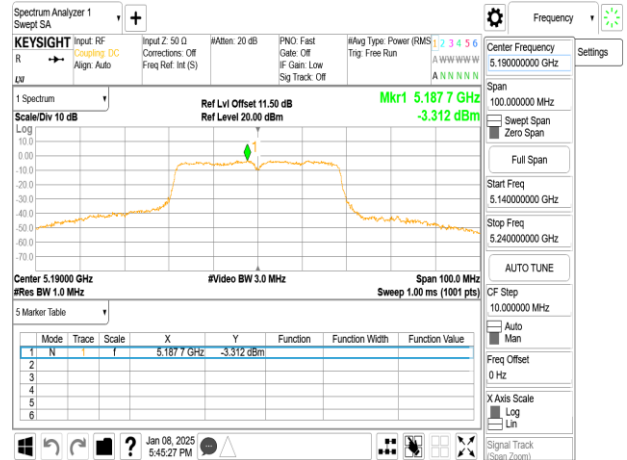 Spectrum Analyzer 1
Swept SA
+
Frequency
KEYSIGHT
R
Input: RF
Coupling: DC
Align: Auto
Input Z: 50 Ω
Corrections: Off
Freq Ref: Int (S)
#Atten: 20 dB
PNO: Fast
Gate: Off
IF Gain: Low
Sig Track: Off
#Avg Type: Power (RMS
Trig: Free Run
1 2 3 4 5 6
A W W W W W
A N N N N N
Center Frequency
5.190000000 GHz
Settings
Span
100.000000 MHz
Swept Span
Zero Span
Full Span
Start Freq
5.140000000 GHz
Stop Freq
5.240000000 GHz
AUTO TUNE
CF Step
10.000000 MHz
Auto
Man
Freq Offset
0 Hz
X Axis Scale
Log
Lin
Signal Track
(Span Zoom)
1 Spectrum
Scale/Div 10 dB
Ref Lvl Offset 11.50 dB
Ref Level 20.00 dBm
Mkr1 5.187 7 GHz
-3.312 dBm
Log
10.0
0.00
-10.0
-20.0
-30.0
-40.0
-50.0
-60.0
-70.0
1
Center 5.19000 GHz
#Res BW 1.0 MHz
#Video BW 3.0 MHz
Span 100.0 MHz
Sweep 1.00 ms (1001 pts)
5 Marker Table
Mode Trace Scale X Y Function Function Width Function Value
1 N 1 f 5.187 7 GHz -3.312 dBm
2
3
4
5
6
?
Jan 08, 2025
5:45:27 PM